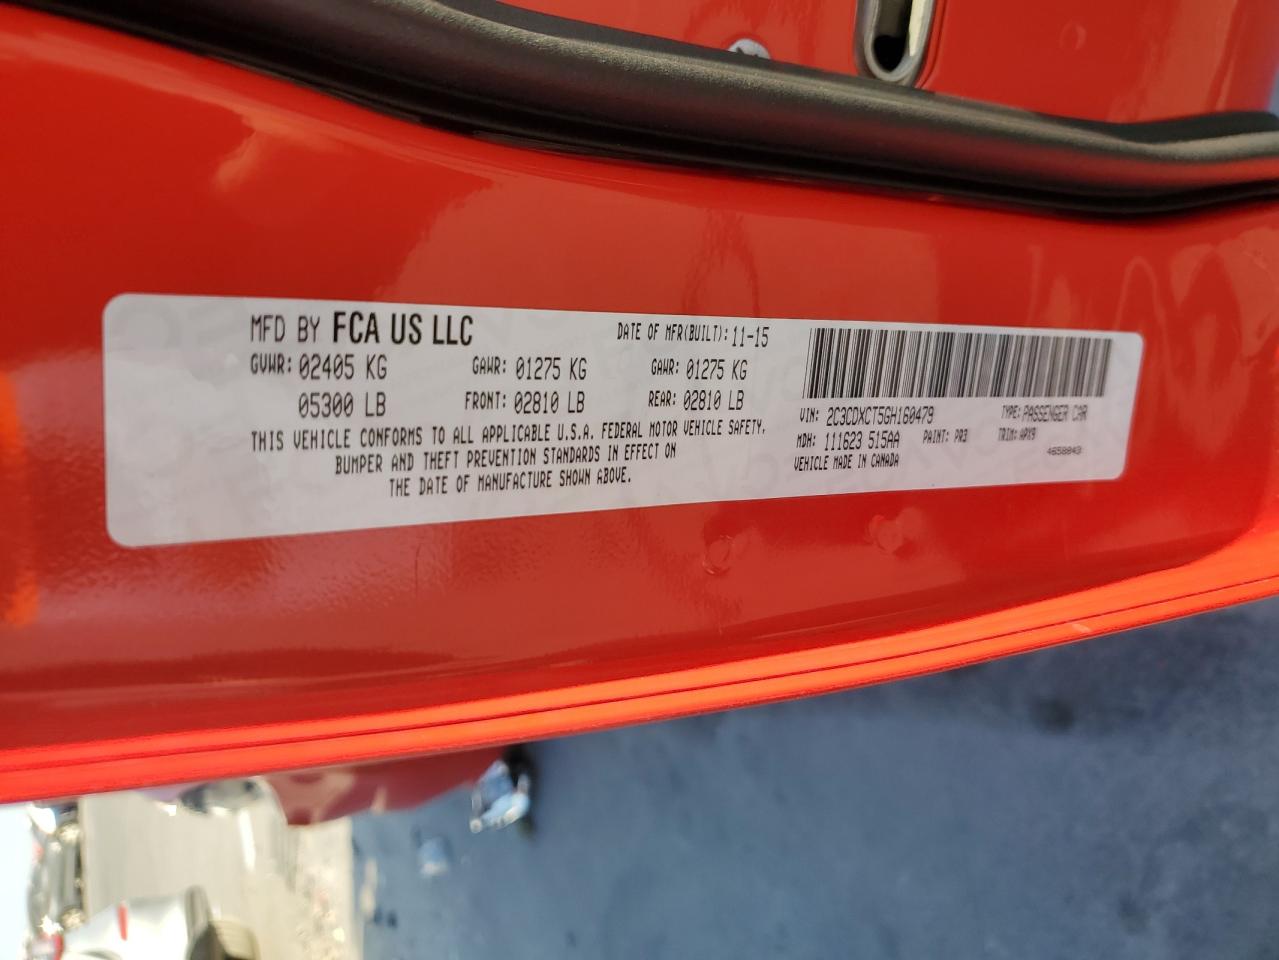 MFD BY FCA US LLC DATE OF MFR(BUILT): 11-15
GVWR: 02405 KG GAWR: 01275 KG GAWR: 01275 KG
05300 LB FRONT: 02810 LB REAR: 02810 LB
THIS VEHICLE CONFORMS TO ALL APPLICABLE U.S.A. FEDERAL MOTOR VEHICLE SAFETY.
BUMPER AND THEFT PREVENTION STANDARDS IN EFFECT ON
THE DATE OF MANUFACTURE SHOWN ABOVE.
VIN: 2C3CDXCT5GH160479 TYPE: PASSENGER CAR
MDH: 111623 515AA PAINT: PR3 TRIM: APX9
VEHICLE MADE IN CANADA